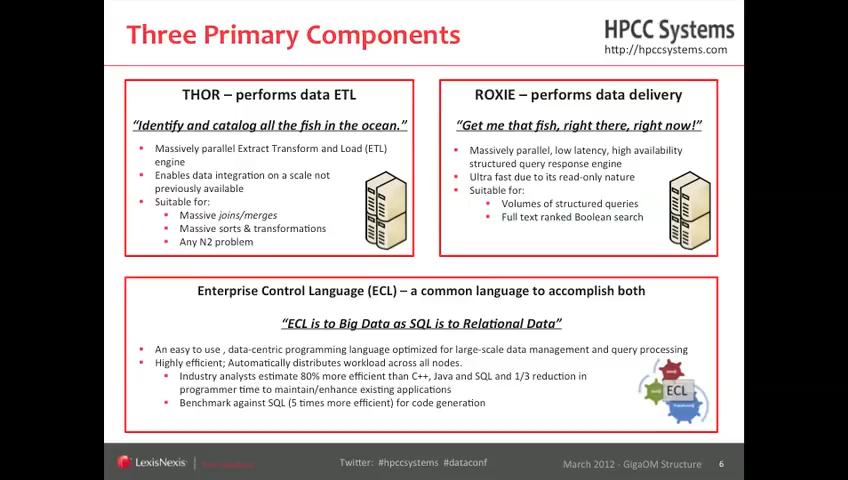 Three Primary Components
HPCC Systems
http://hpccsystems.com
THOR – performs data ETL
“Identify and catalog all the fish in the ocean.”
Massively parallel Extract Transform and Load (ETL)
engine
Enables data integration on a scale not
previously available
Suitable for:
Massive joins/merges
Massive sorts & transformations
Any N2 problem
ROXIE – performs data delivery
“Get me that fish, right there, right now!”
Massively parallel, low latency, high availability
structured query response engine
Ultra fast due to its read-only nature
Suitable for:
Volumes of structured queries
Full text ranked Boolean search
Enterprise Control Language (ECL) – a common language to accomplish both
“ECL is to Big Data as SQL is to Relational Data”
An easy to use , data-centric programming language optimized for large-scale data management and query processing
Highly efficient; Automatically distributes workload across all nodes.
Industry analysts estimate 80% more efficient than C++, Java and SQL and 1/3 reduction in
programmer time to maintain/enhance existing applications
Benchmark against SQL (5 times more efficient) for code generation
ECL
LexisNexis
Twitter: #hpccsystems #dataconf
March 2012 - GigaOM Structure
6